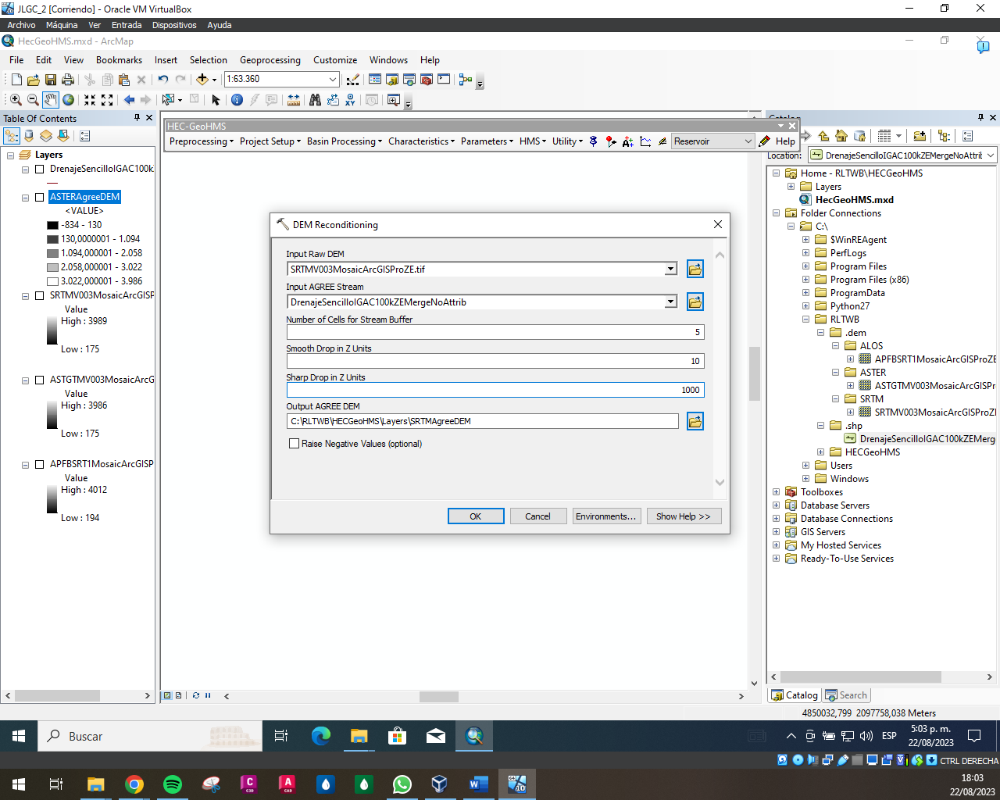 JLGC_2 [Corriendo] - Oracle VM VirtualBox
Archivo Máquina Ver Entrada Dispositivos Ayuda
HecGeoHMS.mxd - ArcMap
File Edit View Bookmarks Insert Selection Geoprocessing Customize Windows Help
1:63.360
Table Of Contents
Layers
DrenajeSencilloIGAC100k
ASTERAgreeDEM
<VALUE>
-834 - 130
130,0000001 - 1.094
1.094,000001 - 2.058
2.058,000001 - 3.022
3.022,000001 - 3.986
SRTMV003MosaicArcGISP
Value
High : 3989
Low : 175
ASTGTMV003MosaicArcG
Value
High : 3986
Low : 175
APFBSRT1MosaicArcGISP
Value
High : 4012
Low : 194
HEC-GeoHMS
Preprocessing Project Setup Basin Processing Characteristics Parameters HMS Utility Reservoir Help
DEM Reconditioning
Input Raw DEM
SRTMV003MosaicArcGISProZE.tif
Input AGREE Stream
DrenajeSencilloIGAC100kZEMergeNoAttrib
Number of Cells for Stream Buffer
5
Smooth Drop in Z Units
10
Sharp Drop in Z Units
1000
Output AGREE DEM
C:\RLTWB\HECGeoHMS\Layers\SRTMAgreeDEM
Raise Negative Values (optional)
OK Cancel Environments... Show Help >>
Location: DrenajeSencilloIGAC100kZEMergeNoAttrit
Home - RLTWB\HECGeoHMS
Layers
HecGeoHMS.mxd
Folder Connections
C:\
$WinREAgent
PerfLogs
Program Files
Program Files (x86)
ProgramData
Python27
RLTWB
.dem
ALOS
APFBSRT1MosaicArcGISProZE
ASTER
ASTGTMV003MosaicArcGISPr
SRTM
SRTMV003MosaicArcGISProZI
.shp
DrenajeSencilloIGAC100kZEMerg
HECGeoHMS
Users
Windows
Toolboxes
Database Servers
Database Connections
GIS Servers
My Hosted Services
Ready-To-Use Services
Catalog Search
4850032,799 2097758,038 Meters
Buscar
ESP
5:03 p. m.
22/08/2023
CTRL DERECHA
18:03
22/08/2023